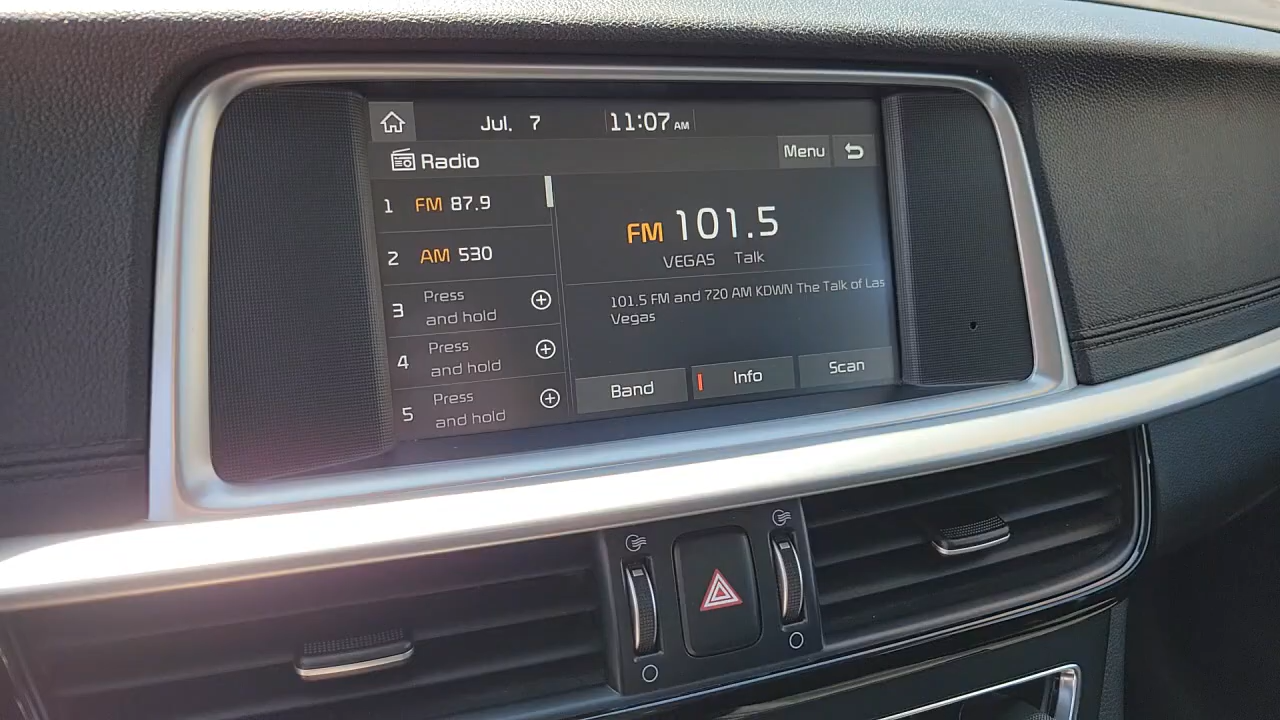 Jul. 7 11:07 AM
Radio Menu
1 FM 87.9
2 AM 530
3 Press and hold
4 Press and hold
5 Press and hold
FM 101.5
VEGAS Talk
101.5 FM and 720 AM KDWN The Talk of Las
Vegas
Band Info Scan